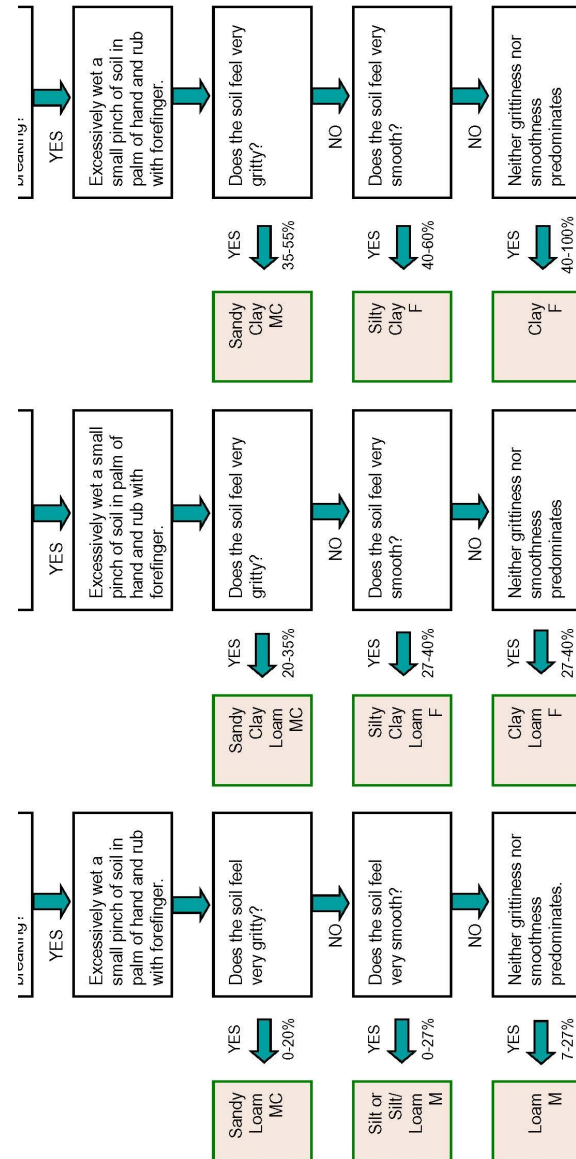 breaking?
YES
Excessively wet a
small pinch of soil in
palm of hand and rub
with forefinger.
Does the soil feel
very gritty?
YES
0-20%
Sandy
Loam
MC
NO
Does the soil feel
very smooth?
YES
0-27%
Silt or
Silt/
Loam
M
NO
Neither grittiness nor
smoothness
predominates.
YES
7-27%
Loam
M
YES
Excessively wet a small
pinch of soil in palm of
hand and rub with
forefinger.
Does the soil feel very
gritty?
YES
20-35%
Sandy
Clay
Loam
MC
NO
Does the soil feel very
smooth?
YES
27-40%
Silty
Clay
Loam
F
NO
Neither grittiness nor
smoothness
predominates
YES
27-40%
Clay
Loam
F
breaking?
YES
Excessively wet a
small pinch of soil in
palm of hand and rub
with forefinger.
Does the soil feel very
gritty?
YES
35-55%
Sandy
Clay
MC
NO
Does the soil feel very
smooth?
YES
40-60%
Silty
Clay
F
NO
Neither grittiness nor
smoothness
predominates
YES
40-100%
Clay
F